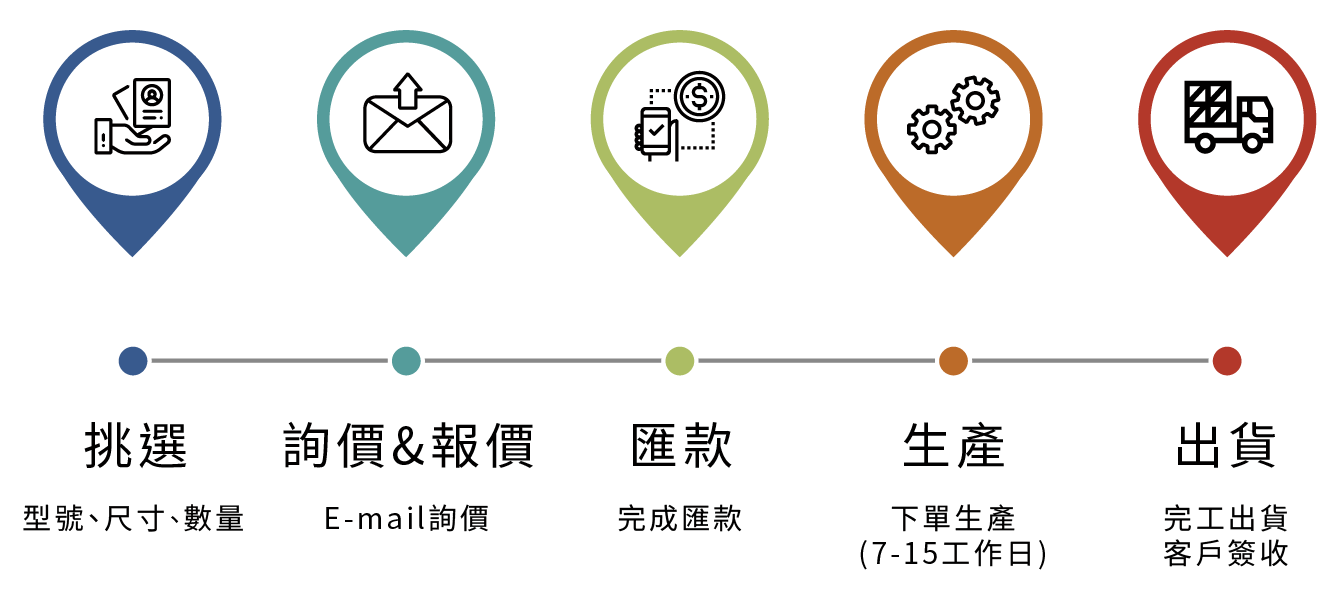 挑選
型號、尺寸、數量
詢價&報價
E-mail詢價
匯款
完成匯款
生產
下單生產
(7-15工作日)
出貨
完工出貨
客戶簽收